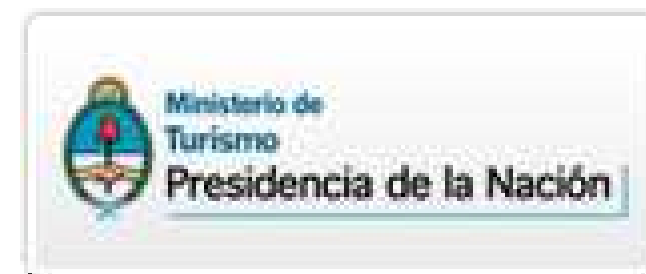 Ministerio de
Turismo
Presidencia de la Nación